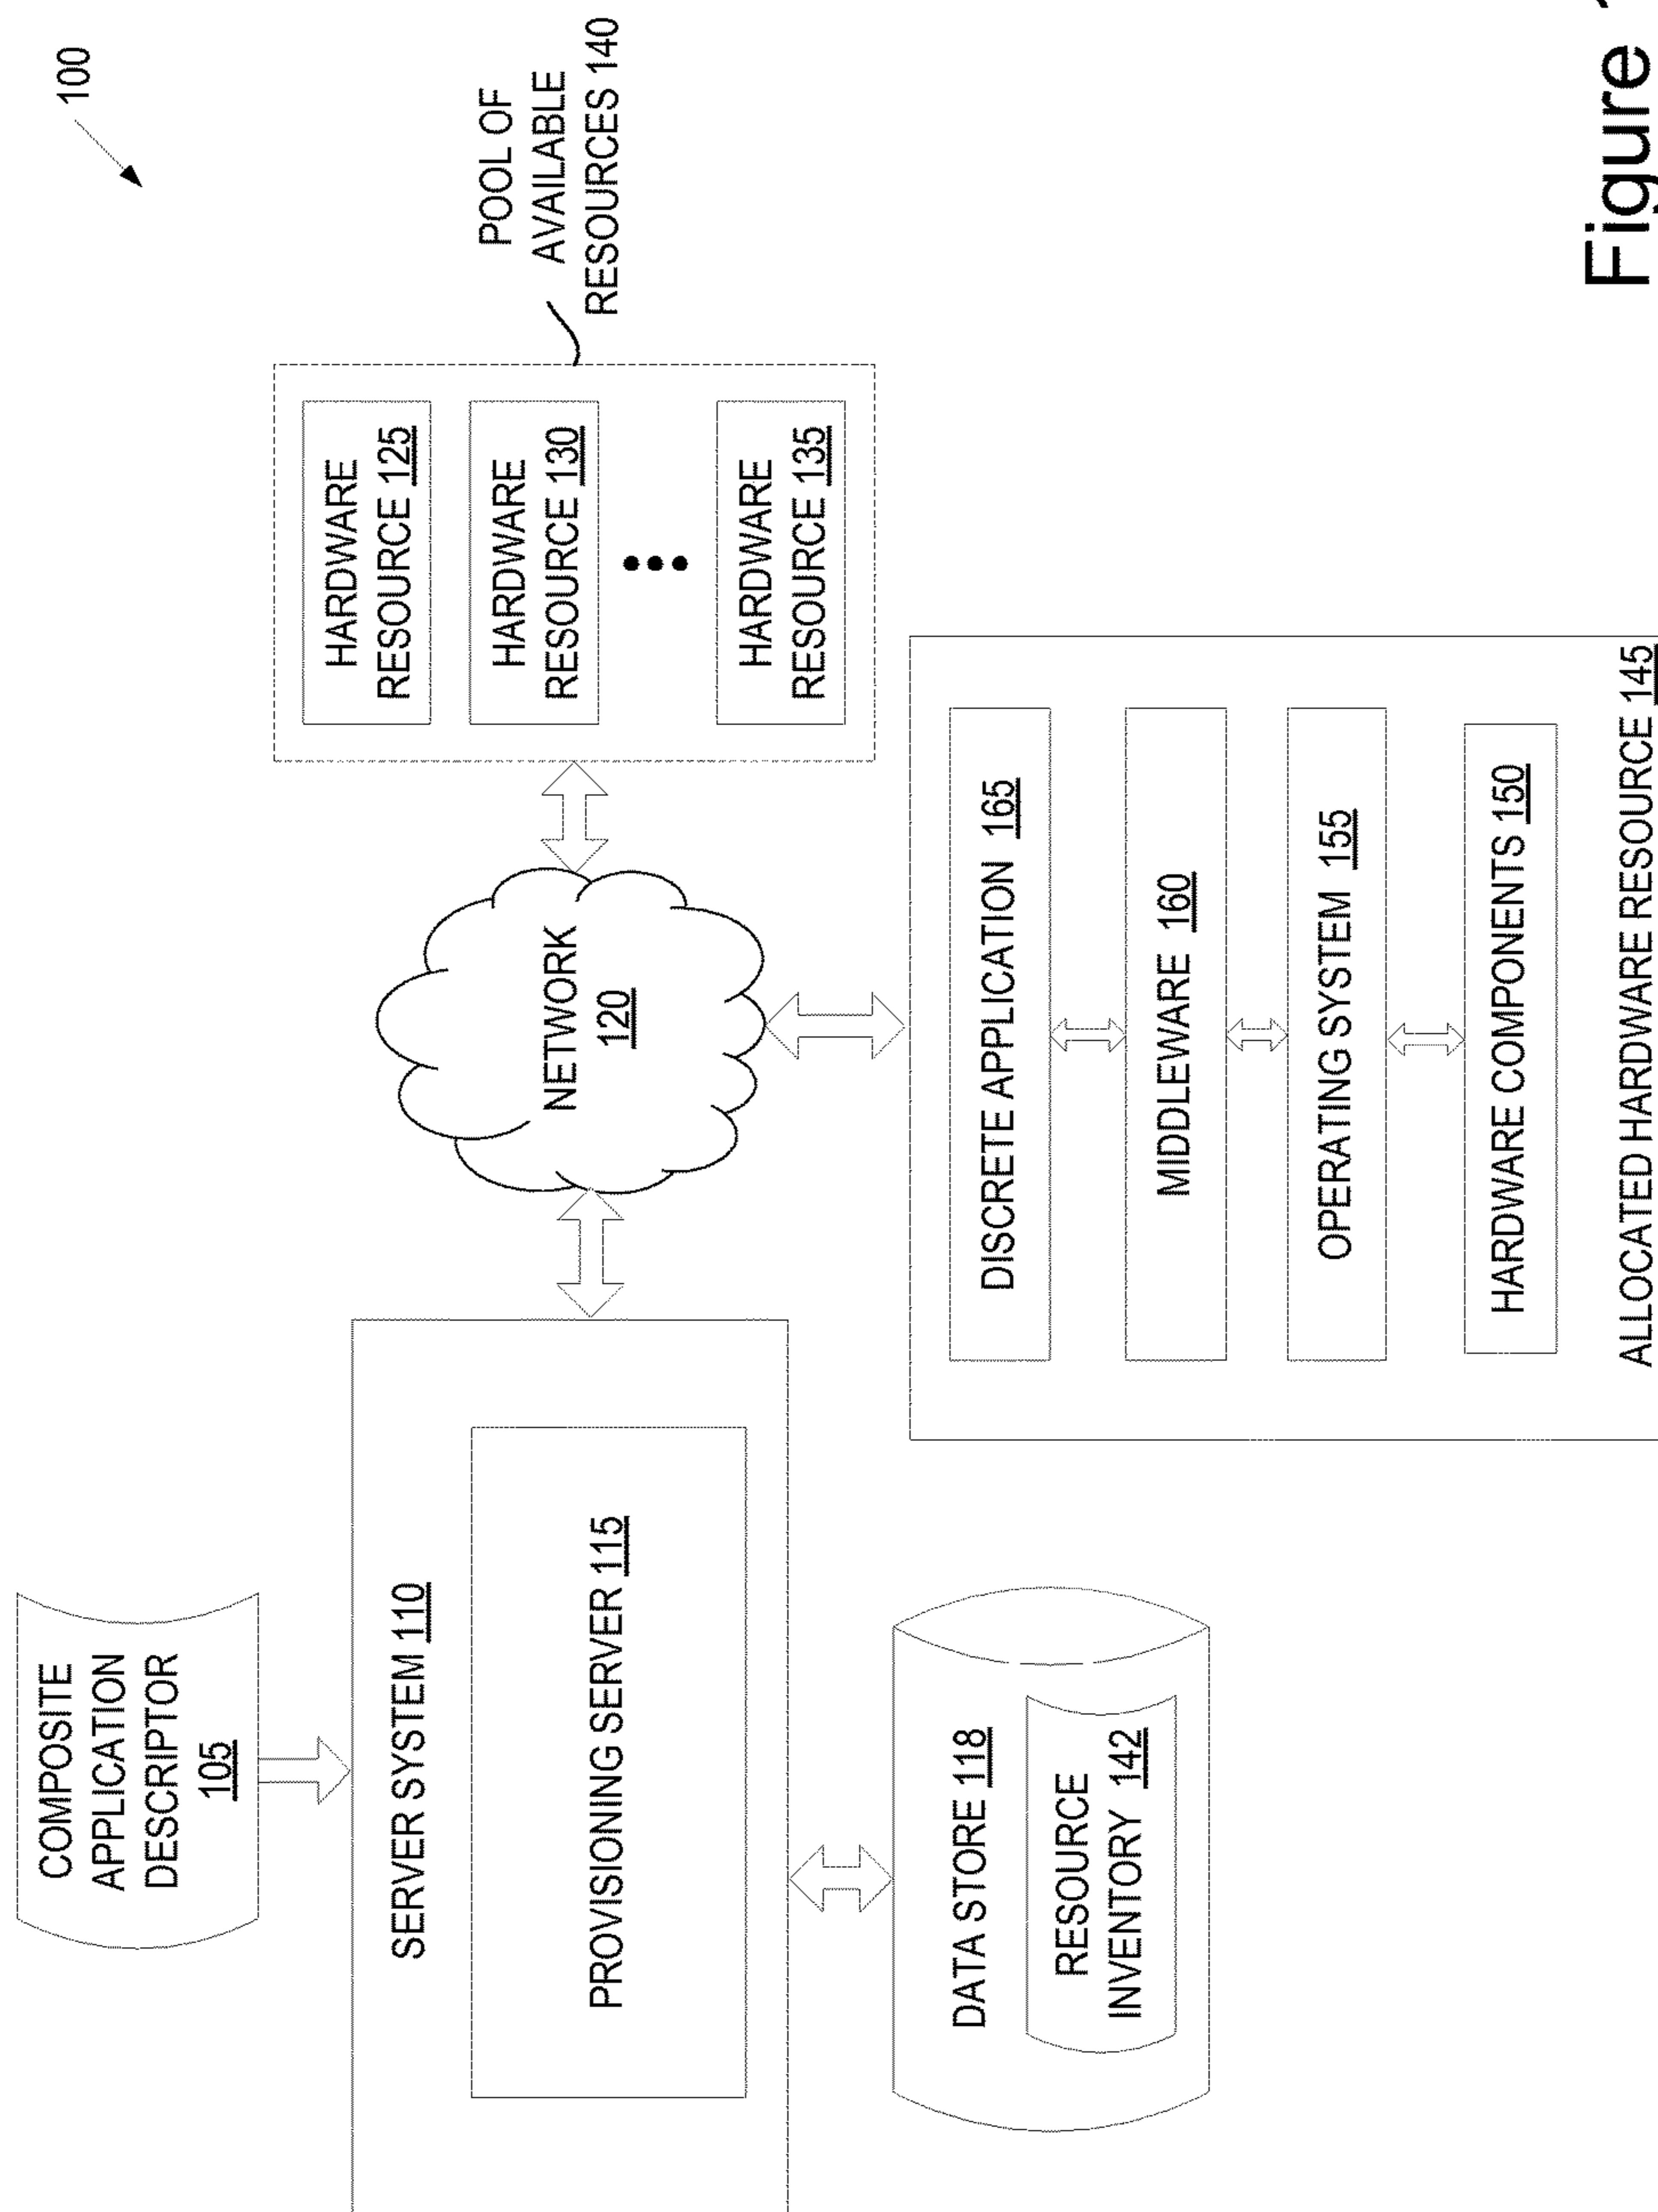 100
COMPOSITE
APPLICATION
DESCRIPTOR
105
SERVER SYSTEM 110
PROVISIONING SERVER 115
DATA STORE 118
RESOURCE
INVENTORY 142
NETWORK
120
HARDWARE
RESOURCE 125
HARDWARE
RESOURCE 130
HARDWARE
RESOURCE 135
POOL OF
AVAILABLE
RESOURCES 140
DISCRETE APPLICATION 165
MIDDLEWARE 160
OPERATING SYSTEM 155
HARDWARE COMPONENTS 150
ALLOCATED HARDWARE RESOURCE 145
Figure